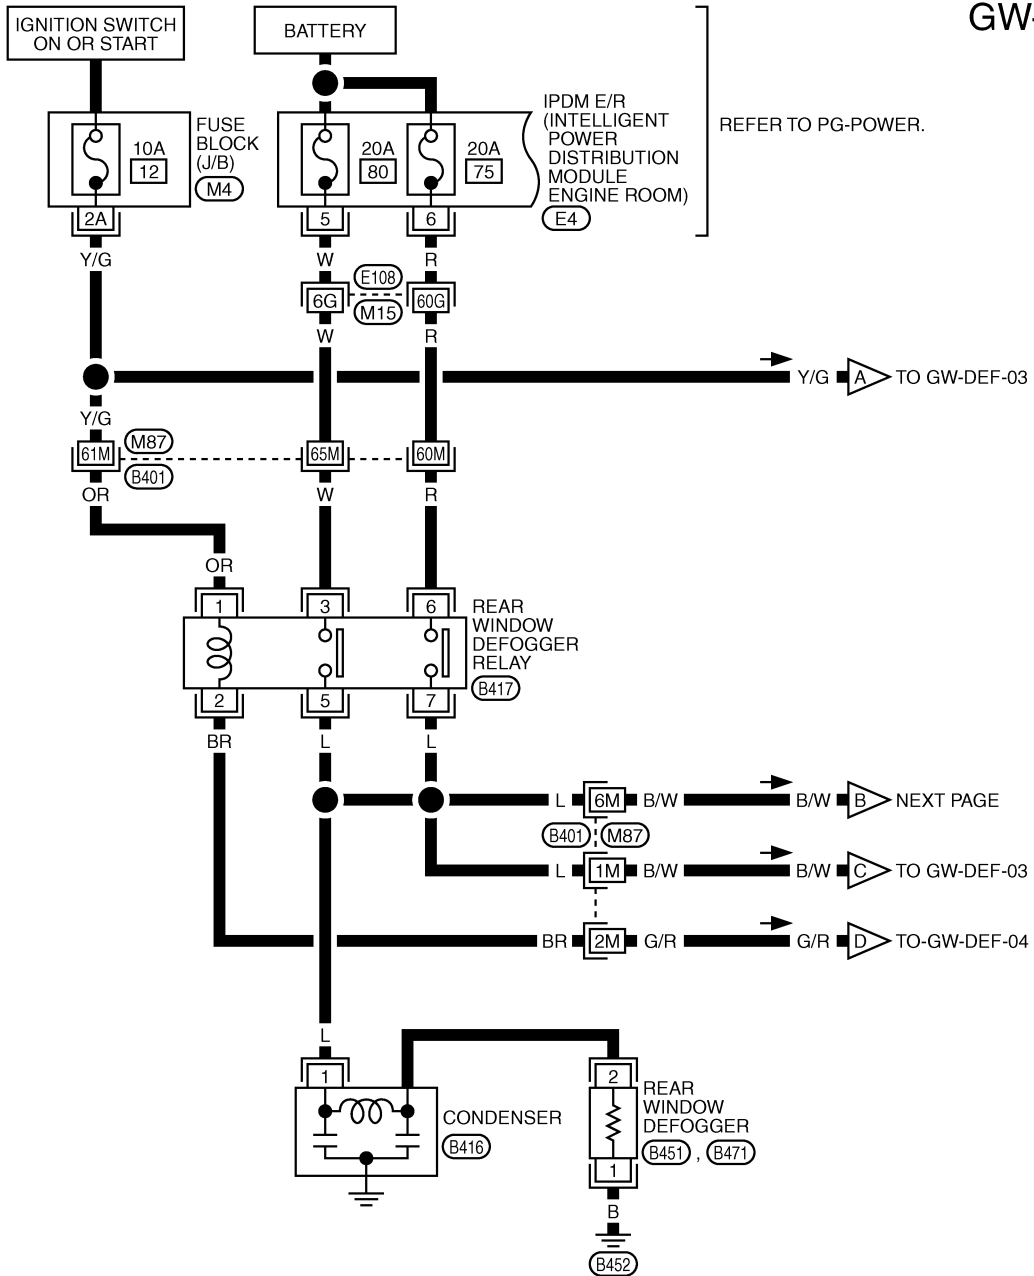 GW-
IGNITION SWITCH
ON OR START
BATTERY
10A
12
FUSE
BLOCK
(J/B)
M4
20A
80
20A
75
IPDM E/R
(INTELLIGENT
POWER
DISTRIBUTION
MODULE
ENGINE ROOM)
E4
REFER TO PG-POWER.
2A
5
6
Y/G
W
R
6G
E108
M15
60G
W
R
Y/G
A
TO GW-DEF-03
Y/G
61M
M87
B401
65M
60M
OR
W
R
OR
1
3
6
REAR
WINDOW
DEFOGGER
RELAY
B417
2
5
7
BR
L
L
L
6M
B/W
B/W
B
NEXT PAGE
B401
M87
L
1M
B/W
B/W
C
TO GW-DEF-03
BR
2M
G/R
G/R
D
TO-GW-DEF-04
L
1
CONDENSER
B416
2
REAR
WINDOW
DEFOGGER
B451 , B471
1
B
B452